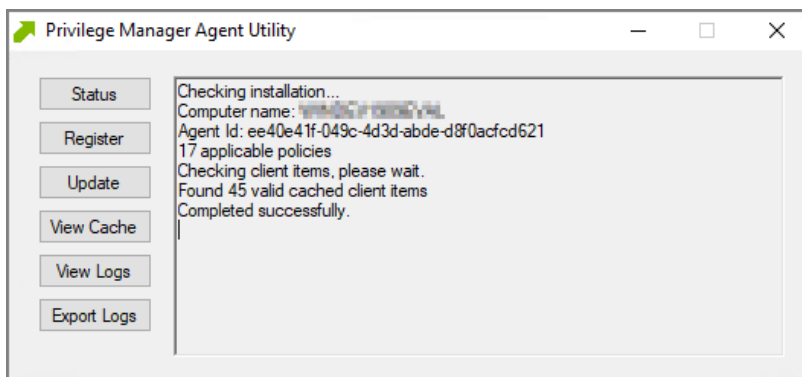 Privilege Manager Agent Utility
Status
Register
Update
View Cache
View Logs
Export Logs
Checking installation...
Computer name:
Agent Id: ee40e41f-049c-4d3d-abde-d8f0acfcd621
17 applicable policies
Checking client items, please wait.
Found 45 valid cached client items
Completed successfully.